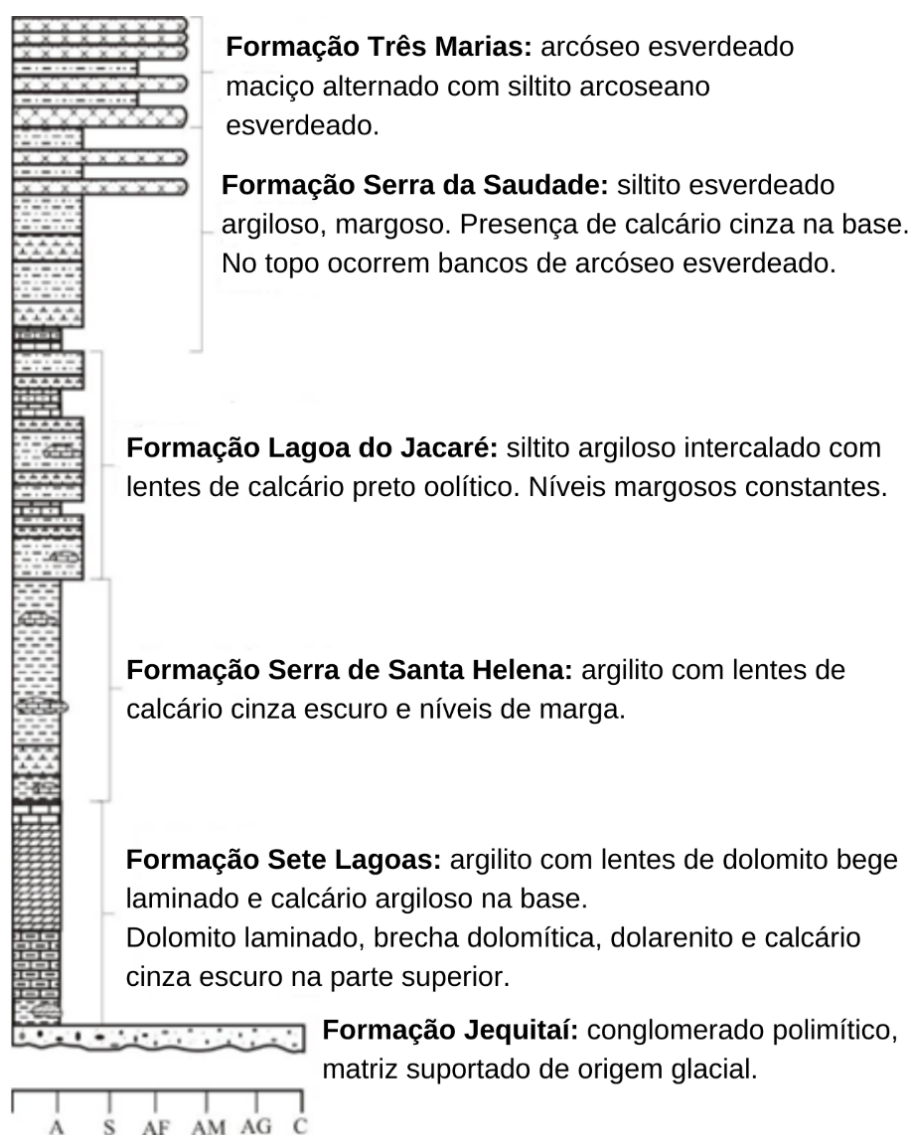 Formação Três Marias: arcóseo esverdeado
maciço alternado com siltito arcoseano
esverdeado.
Formação Serra da Saudade: siltito esverdeado
argiloso, margoso. Presença de calcário cinza na base.
No topo ocorrem bancos de arcóseo esverdeado.
Formação Lagoa do Jacaré: siltito argiloso intercalado com
lentes de calcário preto oolítico. Níveis margosos constantes.
Formação Serra de Santa Helena: argilito com lentes de
calcário cinza escuro e níveis de marga.
Formação Sete Lagoas: argilito com lentes de dolomito bege
laminado e calcário argiloso na base.
Dolomito laminado, brecha dolomítica, dolarenito e calcário
cinza escuro na parte superior.
Formação Jequitaí: conglomerado polimítico,
matriz suportado de origem glacial.
A S AF AM AG C